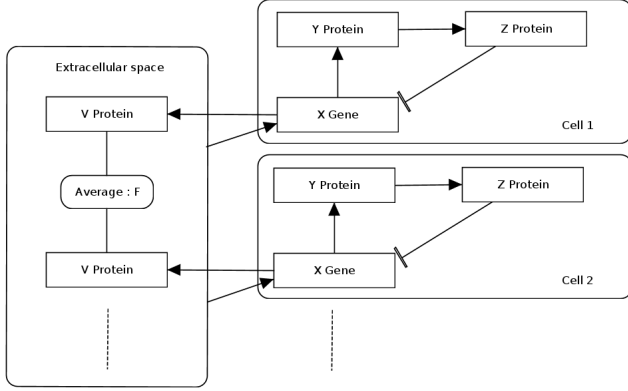 Extracellular space
V Protein
Average : F
V Protein
Y Protein
Z Protein
X Gene
Cell 1
Y Protein
Z Protein
X Gene
Cell 2